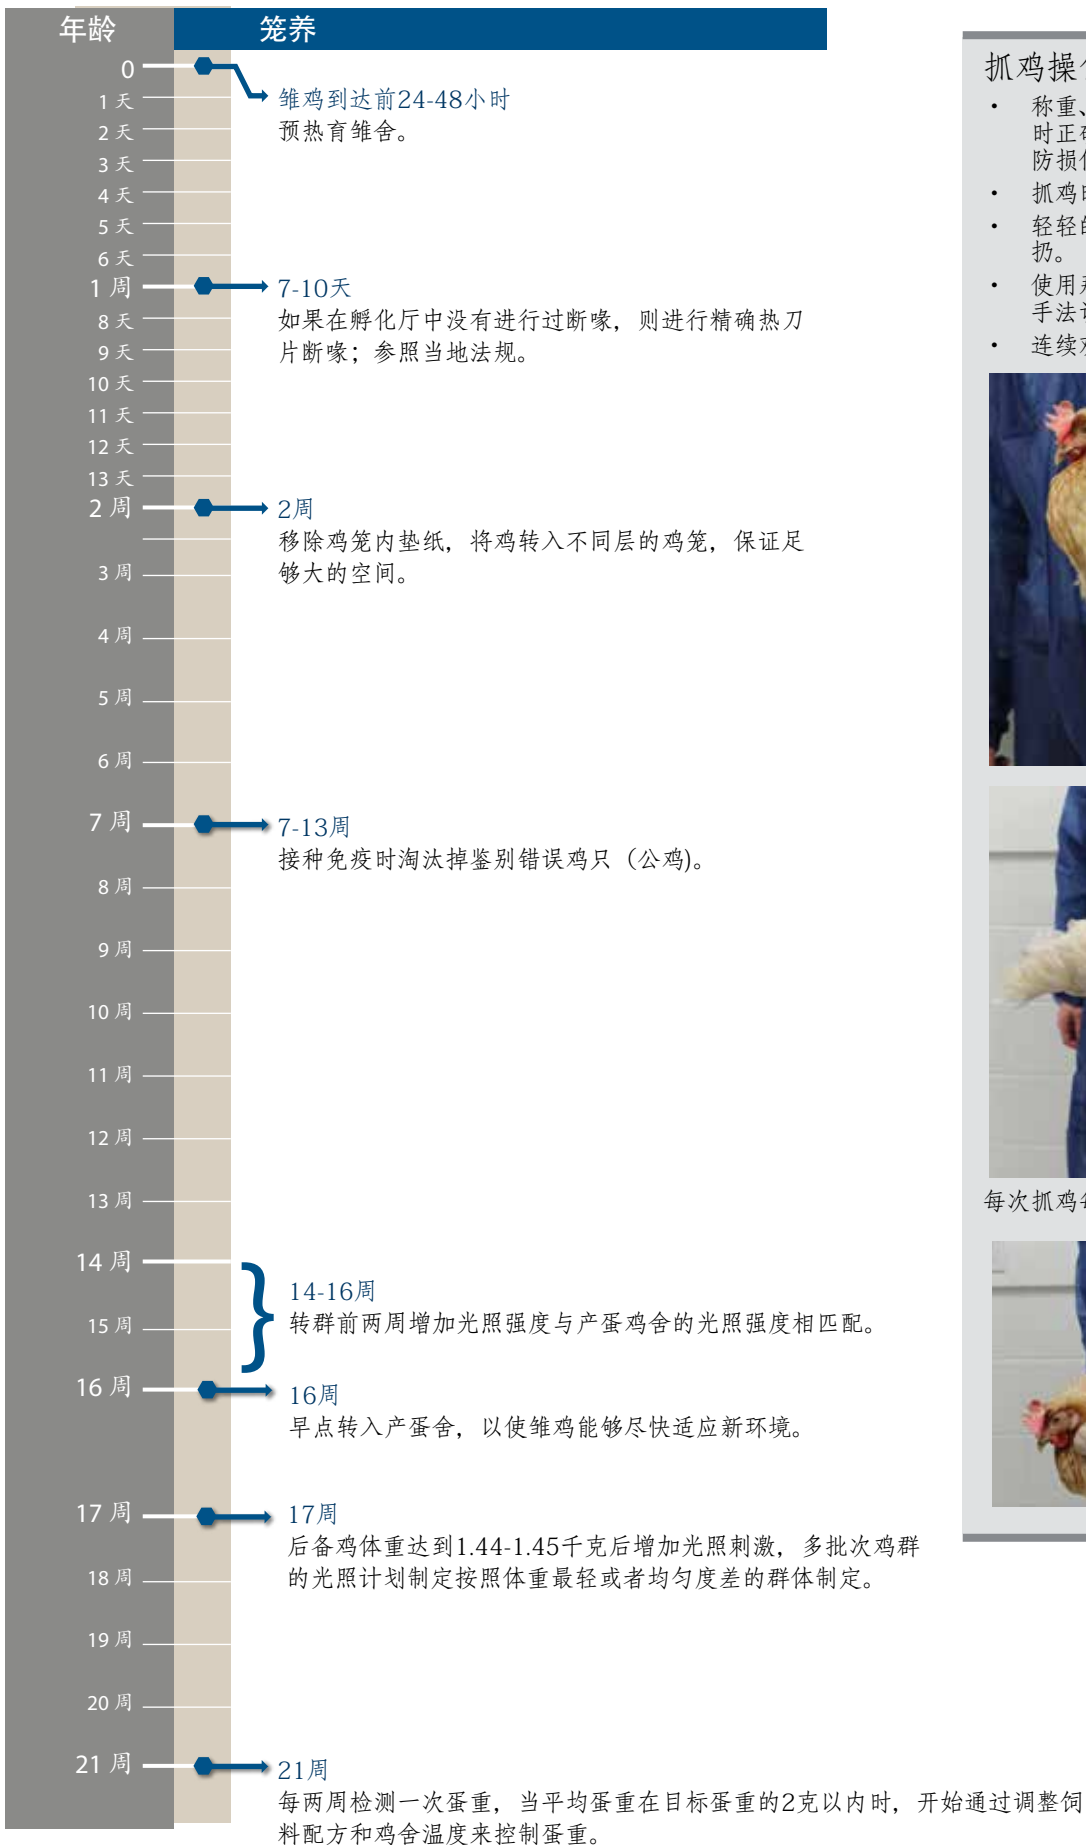 年龄
笼养
0
1 天
2 天
3 天
4 天
5 天
6 天
1 周
8 天
9 天
10 天
11 天
12 天
13 天
2 周
3 周
4 周
5 周
6 周
7 周
8 周
9 周
10 周
11 周
12 周
13 周
14 周
15 周
16 周
17 周
18 周
19 周
20 周
21 周
雏鸡到达前24-48小时
预热育雏舍。
7-10天
如果在孵化厅中没有进行过断喙，则进行精确热刀
片断喙；参照当地法规。
2周
移除鸡笼内垫纸，将鸡转入不同层的鸡笼，保证足
够大的空间。
7-13周
接种免疫时淘汰掉鉴别错误鸡只（公鸡)。
14-16周
转群前两周增加光照强度与产蛋鸡舍的光照强度相匹配。
16周
早点转入产蛋舍，以使雏鸡能够尽快适应新环境。
17周
后备鸡体重达到1.44-1.45千克后增加光照刺激，多批次鸡群
的光照计划制定按照体重最轻或者均匀度差的群体制定。
21周
每两周检测一次蛋重，当平均蛋重在目标蛋重的2克以内时，开始通过调整饲
料配方和鸡舍温度来控制蛋重。
抓鸡操
• 称重、
时正
防损
• 抓鸡
• 轻轻
扔。
• 使用
手法
• 连续
每次抓鸡